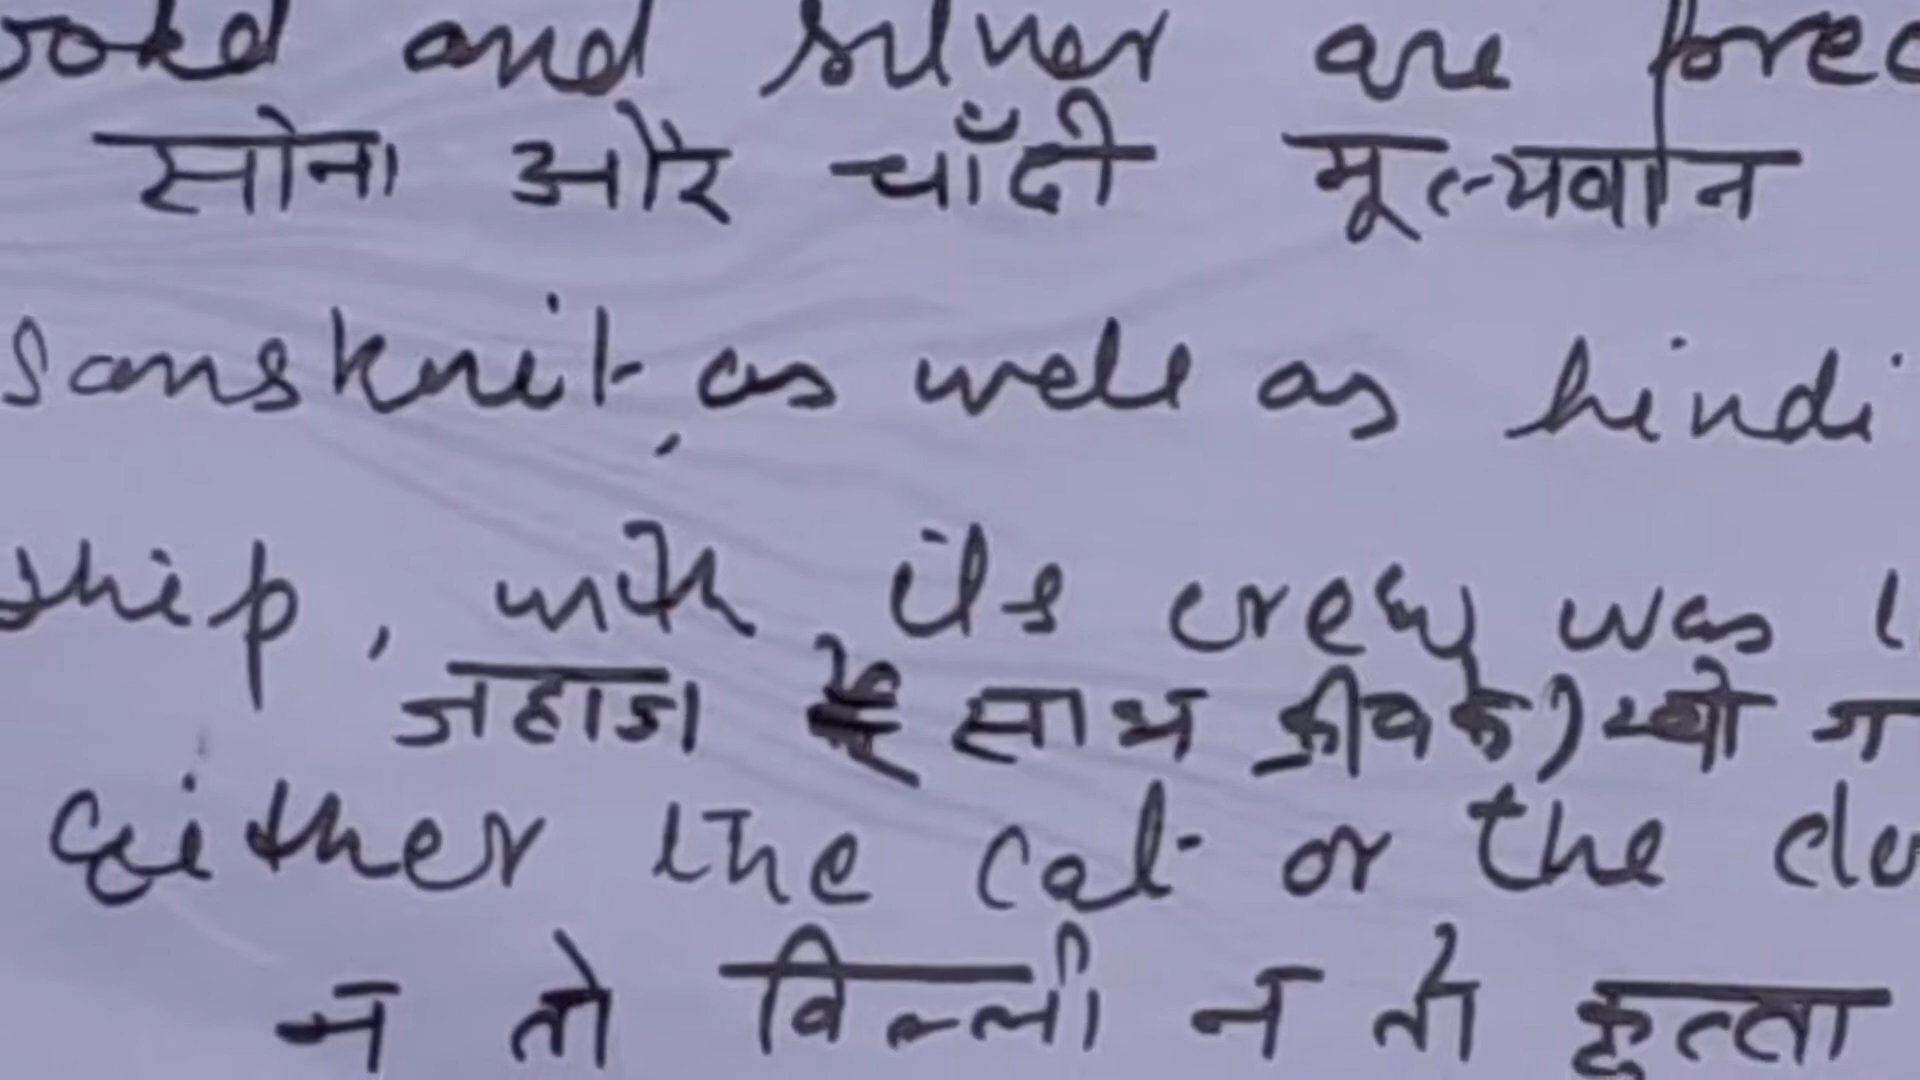 and silver are
सोना और चाँदी मूल्यवान
Sanskrit, as well as hindi
ship, with its crew was
जहाज साथ क्रीव के
Either the cat or the
न तो बिल्ली न तो कुत्ता